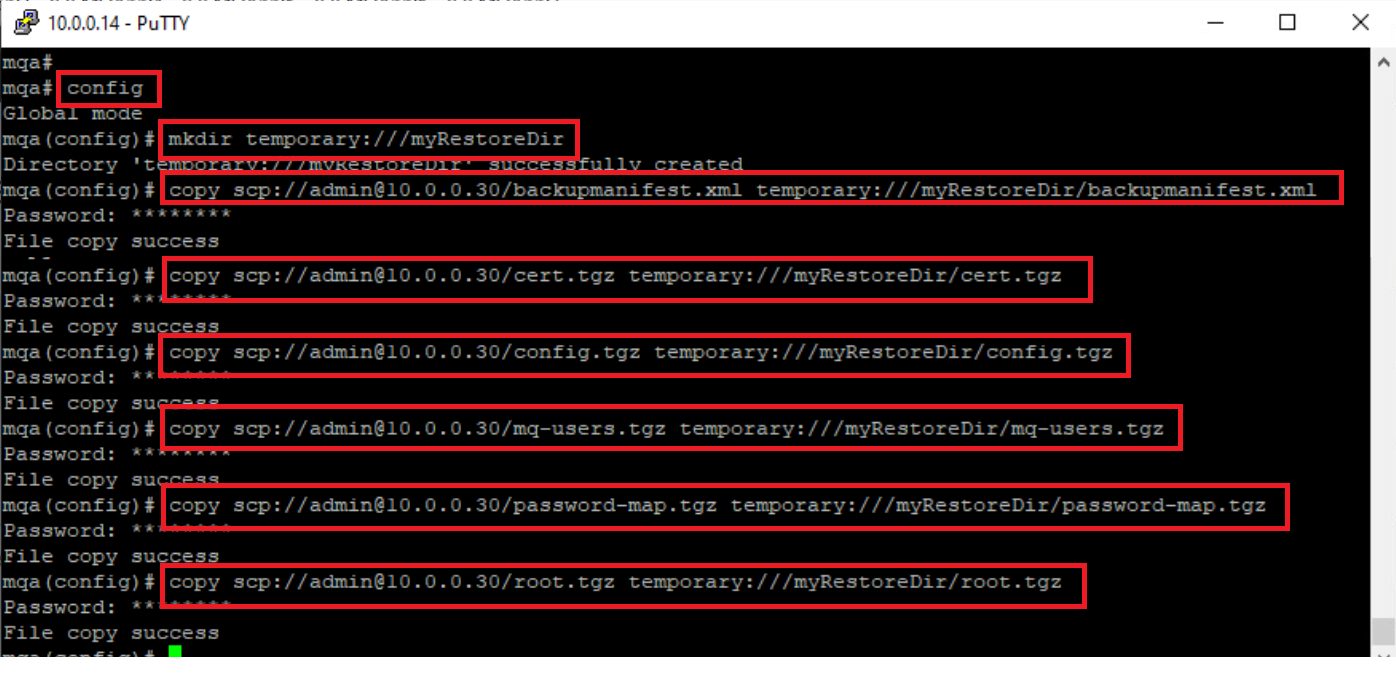 10.0.0.14 - PuTTY
mqa#
mqa# config
Global mode
mqa(config)# mkdir temporary:///myRestoreDir
Directory 'temporary:///myRestoreDir' successfully created
mqa(config)# copy scp://admin@10.0.0.30/backupmanifest.xml temporary:///myRestoreDir/backupmanifest.xml
Password: ********
File copy success
mqa(config)# copy scp://admin@10.0.0.30/cert.tgz temporary:///myRestoreDir/cert.tgz
Password: ********
File copy success
mqa(config)# copy scp://admin@10.0.0.30/config.tgz temporary:///myRestoreDir/config.tgz
Password: ********
File copy success
mqa(config)# copy scp://admin@10.0.0.30/mq-users.tgz temporary:///myRestoreDir/mq-users.tgz
Password: ********
File copy success
mqa(config)# copy scp://admin@10.0.0.30/password-map.tgz temporary:///myRestoreDir/password-map.tgz
Password: ********
File copy success
mqa(config)# copy scp://admin@10.0.0.30/root.tgz temporary:///myRestoreDir/root.tgz
Password: ********
File copy success
mqa(config)#